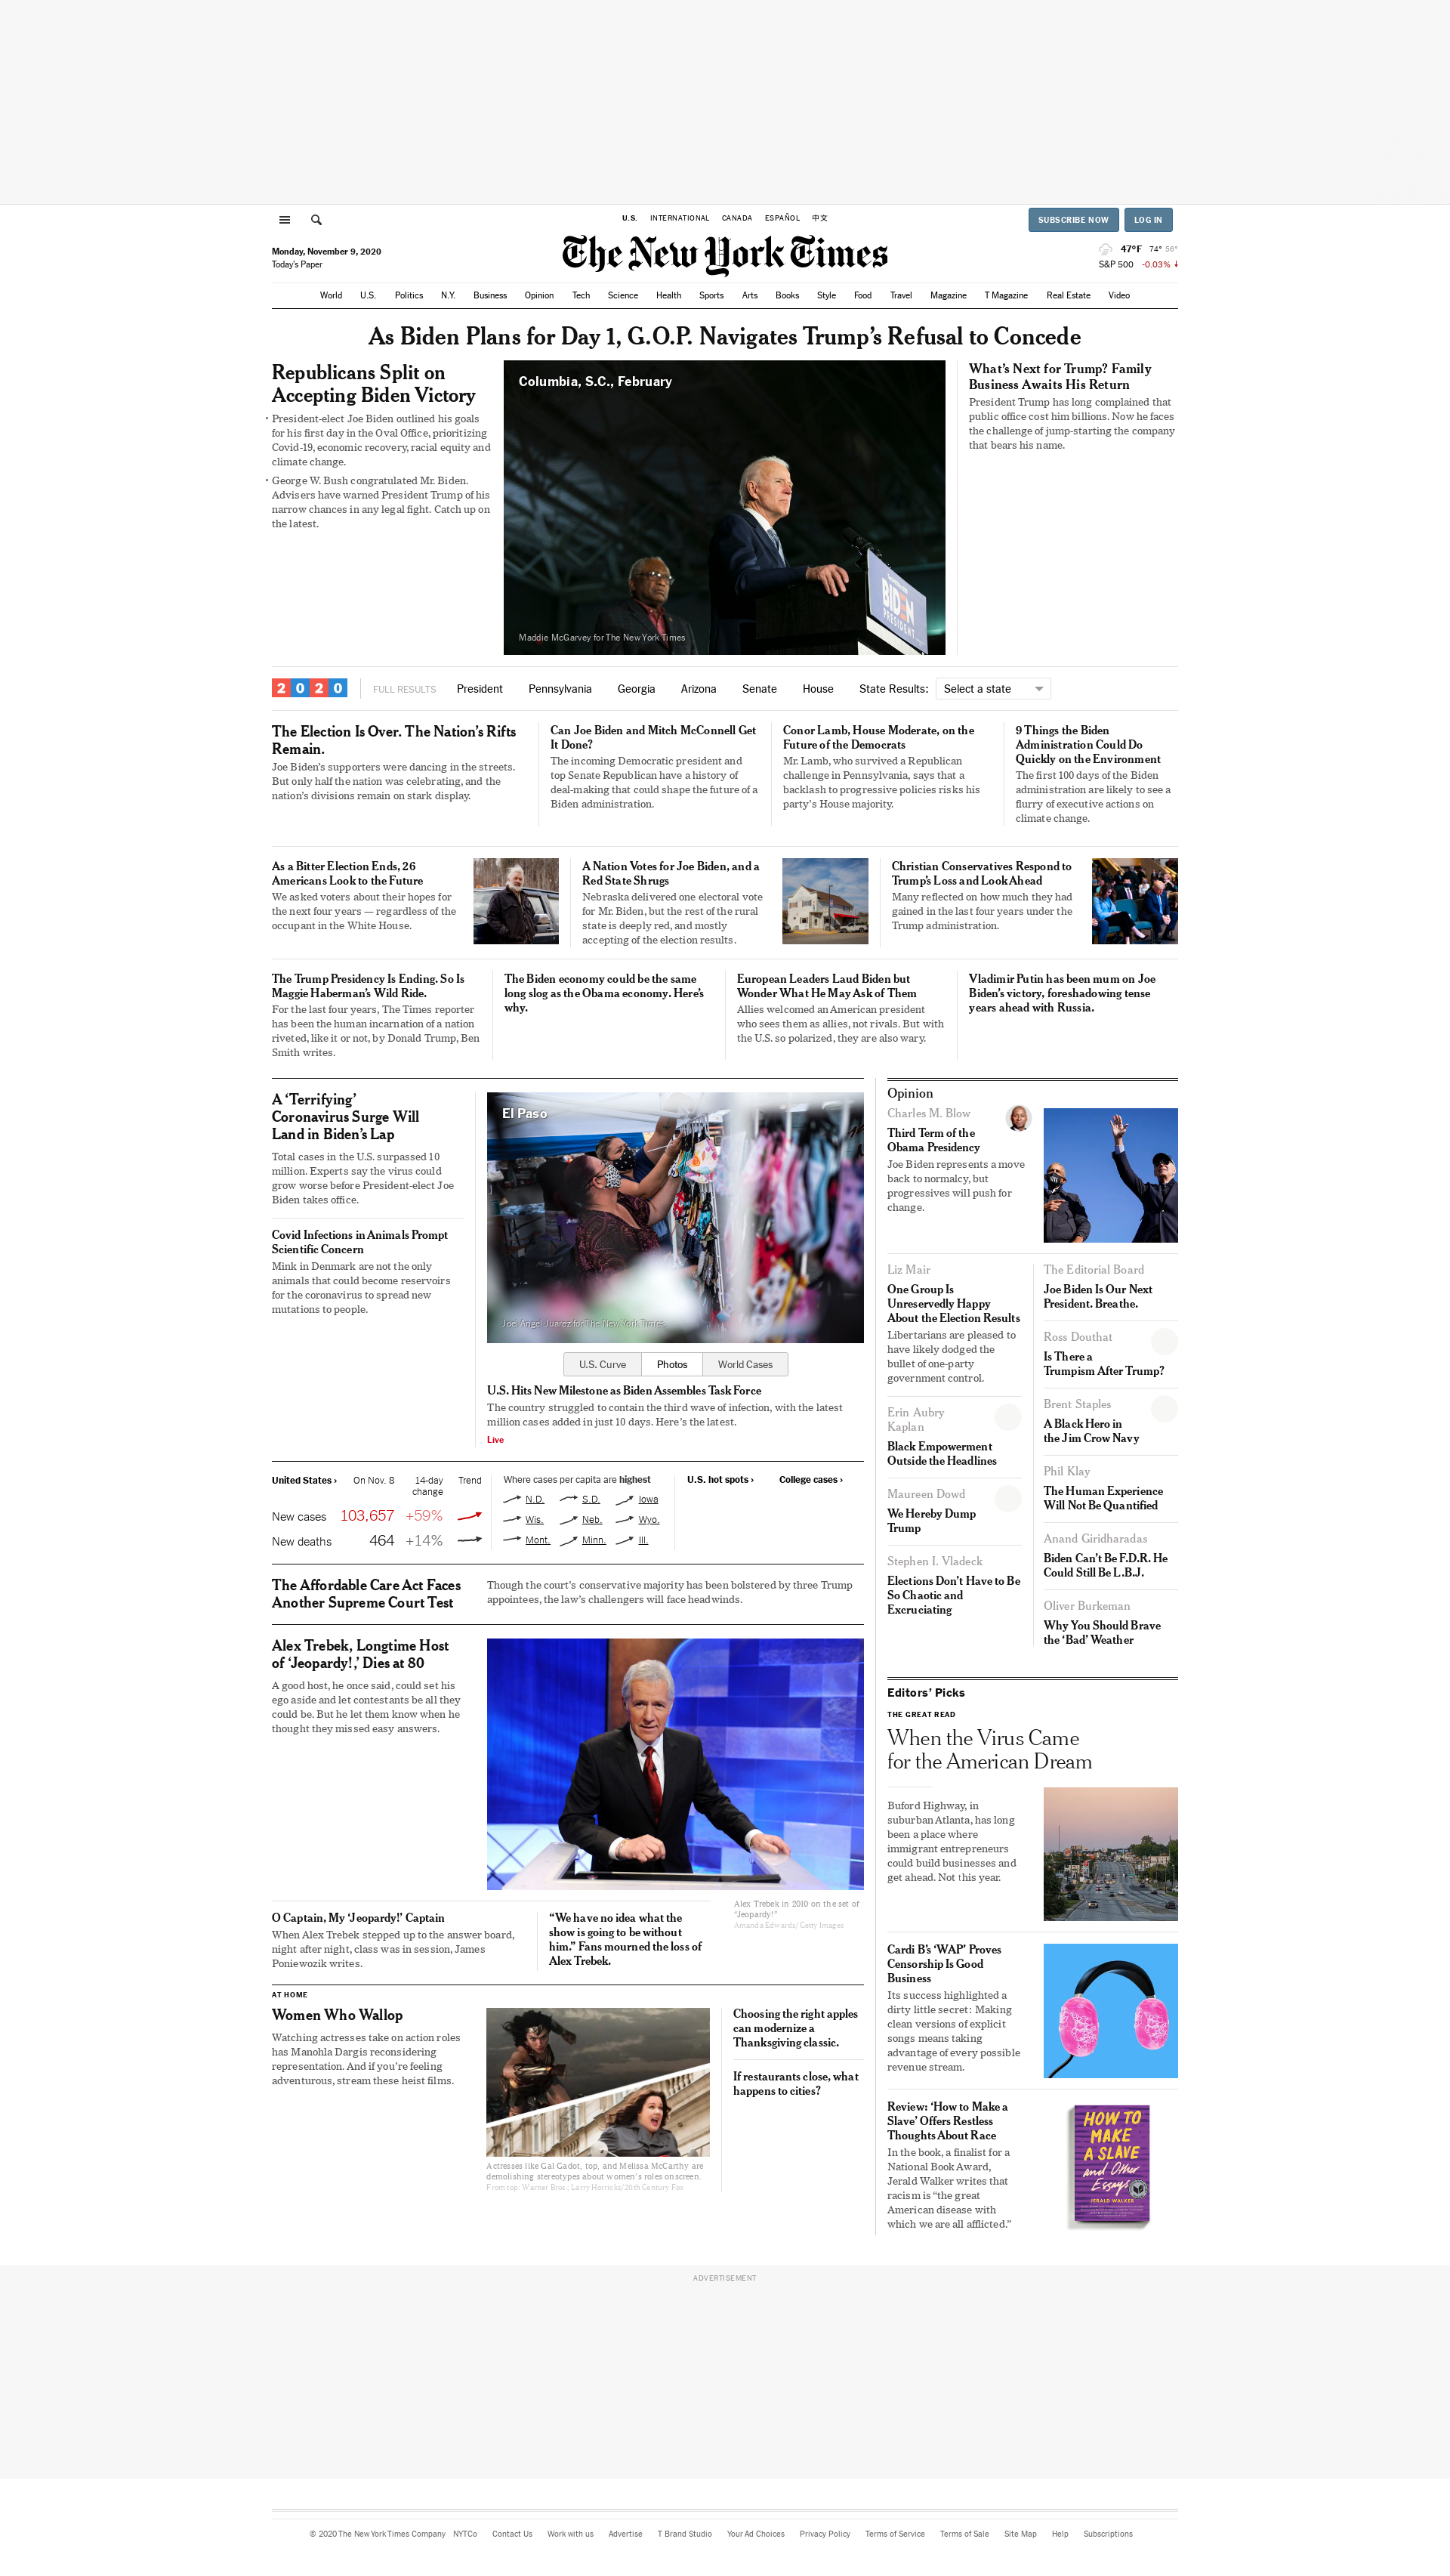 U.S. INTERNATIONAL CANADA ESPAÑOL 中文
SUBSCRIBE NOW LOG IN
The New York Times
Monday, November 9, 2020
Today's Paper
47°F 74° 56°
S&P 500 -0.03%
World U.S. Politics N.Y. Business Opinion Tech Science Health Sports Arts Books Style Food Travel Magazine T Magazine Real Estate Video
As Biden Plans for Day 1, G.O.P. Navigates Trump's Refusal to Concede
Republicans Split on
Accepting Biden Victory
• President-elect Joe Biden outlined his goals
for his first day in the Oval Office, prioritizing
Covid-19, economic recovery, racial equity and
climate change.
• George W. Bush congratulated Mr. Biden.
Advisers have warned President Trump of his
narrow chances in any legal fight. Catch up on
the latest.
Columbia, S.C., February
BIDEN
PRESIDENT
Maddie McGarvey for The New York Times
What's Next for Trump? Family
Business Awaits His Return
President Trump has long complained that
public office cost him billions. Now he faces
the challenge of jump-starting the company
that bears his name.
2020 FULL RESULTS President Pennsylvania Georgia Arizona Senate House State Results: Select a state
The Election Is Over. The Nation's Rifts
Remain.
Joe Biden's supporters were dancing in the streets.
But only half the nation was celebrating, and the
nation's divisions remain on stark display.
Can Joe Biden and Mitch McConnell Get
It Done?
The incoming Democratic president and
top Senate Republican have a history of
deal-making that could shape the future of a
Biden administration.
Conor Lamb, House Moderate, on the
Future of the Democrats
Mr. Lamb, who survived a Republican
challenge in Pennsylvania, says that a
backlash to progressive policies risks his
party's House majority.
9 Things the Biden
Administration Could Do
Quickly on the Environment
The first 100 days of the Biden
administration are likely to see a
flurry of executive actions on
climate change.
As a Bitter Election Ends, 26
Americans Look to the Future
We asked voters about their hopes for
the next four years — regardless of the
occupant in the White House.
A Nation Votes for Joe Biden, and a
Red State Shrugs
Nebraska delivered one electoral vote
for Mr. Biden, but the rest of the rural
state is deeply red, and mostly
accepting of the election results.
Christian Conservatives Respond to
Trump's Loss and Look Ahead
Many reflected on how much they had
gained in the last four years under the
Trump administration.
The Trump Presidency Is Ending. So Is
Maggie Haberman's Wild Ride.
For the last four years, The Times reporter
has been the human incarnation of a nation
riveted, like it or not, by Donald Trump, Ben
Smith writes.
The Biden economy could be the same
long slog as the Obama economy. Here's
why.
European Leaders Laud Biden but
Wonder What He May Ask of Them
Allies welcomed an American president
who sees them as allies, not rivals. But with
the U.S. so polarized, they are also wary.
Vladimir Putin has been mum on Joe
Biden's victory, foreshadowing tense
years ahead with Russia.
A 'Terrifying'
Coronavirus Surge Will
Land in Biden's Lap
Total cases in the U.S. surpassed 10
million. Experts say the virus could
grow worse before President-elect Joe
Biden takes office.
Covid Infections in Animals Prompt
Scientific Concern
Mink in Denmark are not the only
animals that could become reservoirs
for the coronavirus to spread new
mutations to people.
El Paso
Joel Angel Juarez for The New York Times
U.S. Curve Photos World Cases
U.S. Hits New Milestone as Biden Assembles Task Force
The country struggled to contain the third wave of infection, with the latest
million cases added in just 10 days. Here's the latest.
Live
United States › On Nov. 8 14-day
change Trend
New cases 103,657 +59%
New deaths 464 +14%
Where cases per capita are highest
N.D. S.D. Iowa
Wis. Neb. Wyo.
Mont. Minn. Ill.
U.S. hot spots › College cases ›
The Affordable Care Act Faces
Another Supreme Court Test
Though the court's conservative majority has been bolstered by three Trump
appointees, the law's challengers will face headwinds.
Alex Trebek, Longtime Host
of 'Jeopardy!,' Dies at 80
A good host, he once said, could set his
ego aside and let contestants be all they
could be. But he let them know when he
thought they missed easy answers.
Alex Trebek in 2010 on the set of
"Jeopardy!"
Amanda Edwards/Getty Images
O Captain, My 'Jeopardy!' Captain
When Alex Trebek stepped up to the answer board,
night after night, class was in session, James
Poniewozik writes.
"We have no idea what the
show is going to be without
him." Fans mourned the loss of
Alex Trebek.
AT HOME
Women Who Wallop
Watching actresses take on action roles
has Manohla Dargis reconsidering
representation. And if you're feeling
adventurous, stream these heist films.
Actresses like Gal Gadot, top, and Melissa McCarthy are
demolishing stereotypes about women's roles onscreen.
From top: Warner Bros.; Larry Horricks/20th Century Fox
Choosing the right apples
can modernize a
Thanksgiving classic.
If restaurants close, what
happens to cities?
Opinion
Charles M. Blow
Third Term of the
Obama Presidency
Joe Biden represents a move
back to normalcy, but
progressives will push for
change.
Liz Mair
One Group Is
Unreservedly Happy
About the Election Results
Libertarians are pleased to
have likely dodged the
bullet of one-party
government control.
Erin Aubry
Kaplan
Black Empowerment
Outside the Headlines
Maureen Dowd
We Hereby Dump
Trump
Stephen I. Vladeck
Elections Don't Have to Be
So Chaotic and
Excruciating
The Editorial Board
Joe Biden Is Our Next
President. Breathe.
Ross Douthat
Is There a
Trumpism After Trump?
Brent Staples
A Black Hero in
the Jim Crow Navy
Phil Klay
The Human Experience
Will Not Be Quantified
Anand Giridharadas
Biden Can't Be F.D.R. He
Could Still Be L.B.J.
Oliver Burkeman
Why You Should Brave
the 'Bad' Weather
Editors' Picks
THE GREAT READ
When the Virus Came
for the American Dream
Buford Highway, in
suburban Atlanta, has long
been a place where
immigrant entrepreneurs
could build businesses and
get ahead. Not this year.
Cardi B's 'WAP' Proves
Censorship Is Good
Business
Its success highlighted a
dirty little secret: Making
clean versions of explicit
songs means taking
advantage of every possible
revenue stream.
Review: 'How to Make a
Slave' Offers Restless
Thoughts About Race
In the book, a finalist for a
National Book Award,
Jerald Walker writes that
racism is "the great
American disease with
which we are all afflicted."
HOW TO
MAKE
A SLAVE
and Other
Essays
JERALD WALKER
ADVERTISEMENT
© 2020 The New York Times Company NYTCo Contact Us Work with us Advertise T Brand Studio Your Ad Choices Privacy Policy Terms of Service Terms of Sale Site Map Help Subscriptions